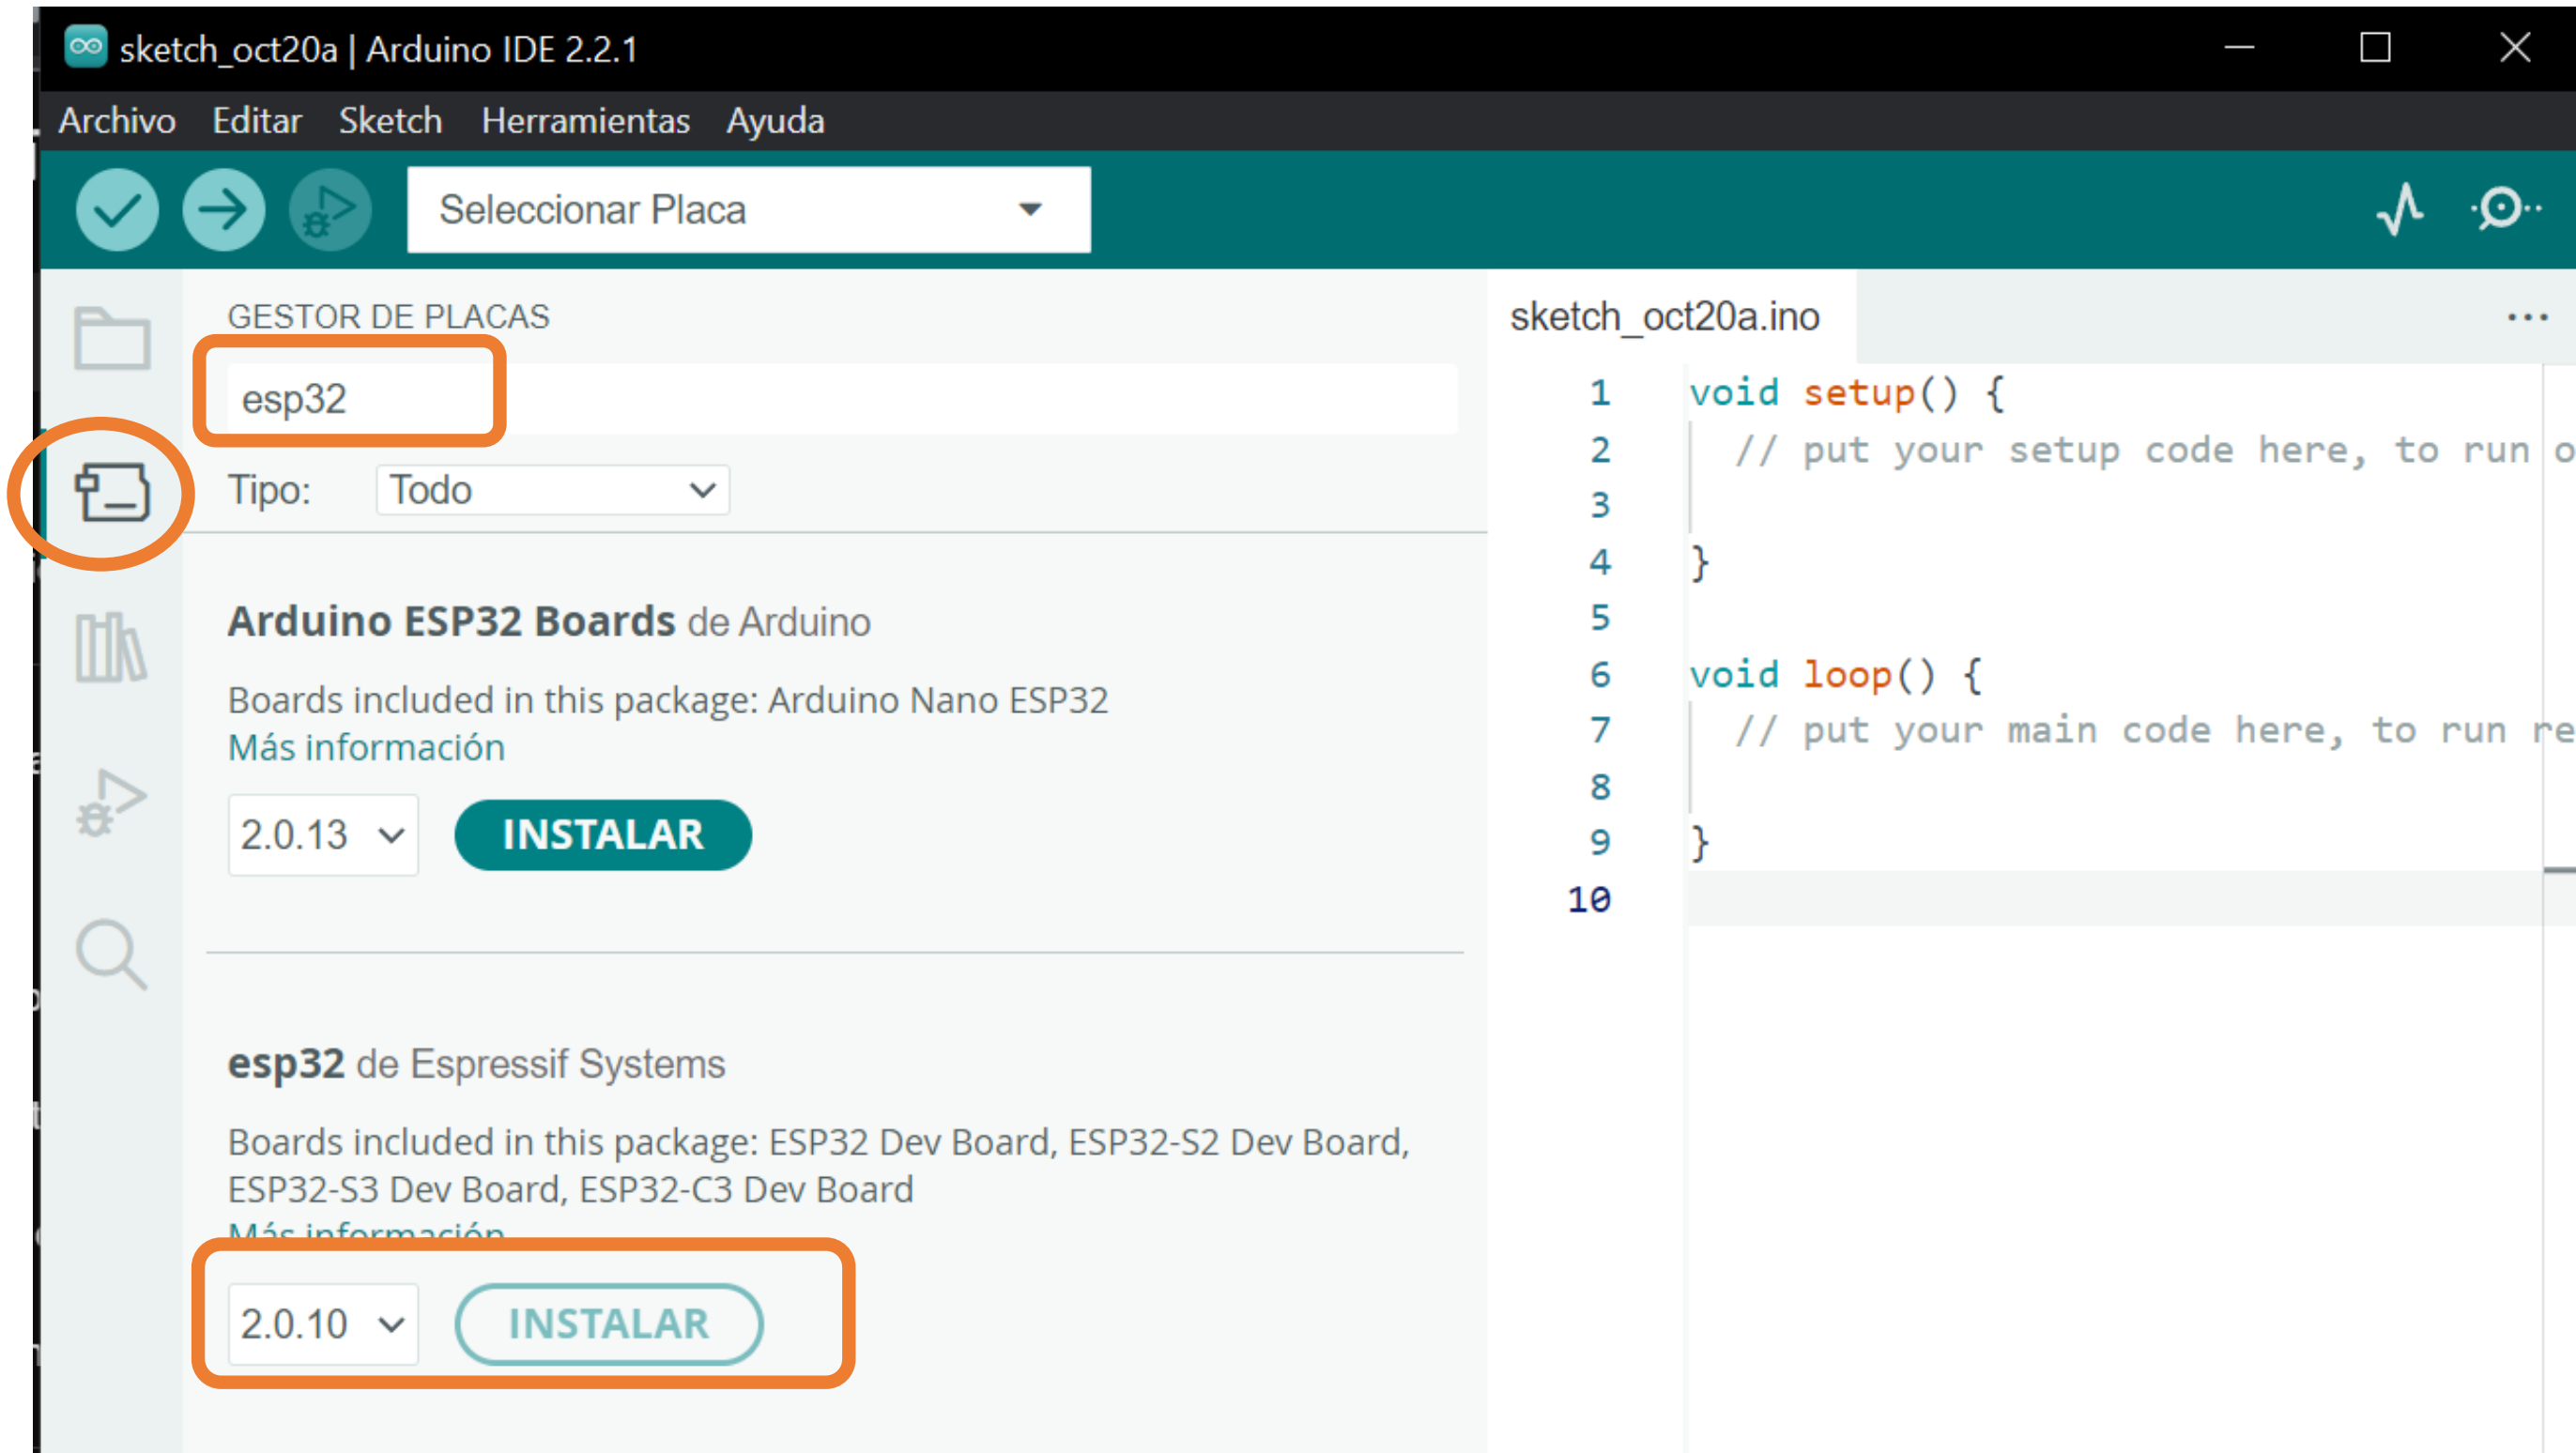 sketch_oct20a | Arduino IDE 2.2.1
Archivo Editar Sketch Herramientas Ayuda
Seleccionar Placa
GESTOR DE PLACAS
esp32
Tipo: Todo
Arduino ESP32 Boards de Arduino
Boards included in this package: Arduino Nano ESP32
Más información
2.0.13 INSTALAR
esp32 de Espressif Systems
Boards included in this package: ESP32 Dev Board, ESP32-S2 Dev Board,
ESP32-S3 Dev Board, ESP32-C3 Dev Board
Más información
2.0.10 INSTALAR
sketch_oct20a.ino
1 void setup() {
2 // put your setup code here, to run o
3
4 }
5
6 void loop() {
7 // put your main code here, to run re
8
9 }
10